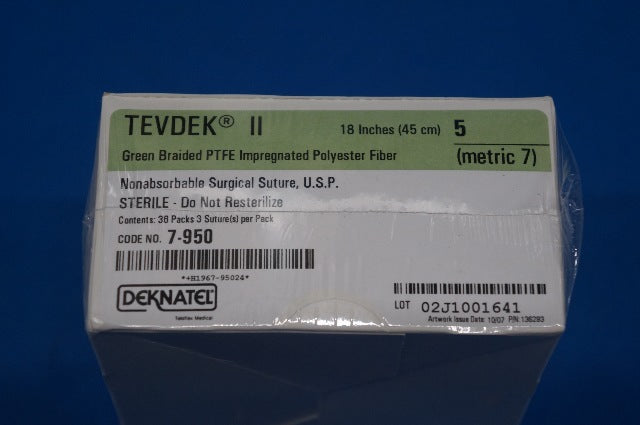 TEVDEK® II 18 Inches (45 cm) 5
Green Braided PTFE Impregnated Polyester Fiber (metric 7)
Nonabsorbable Surgical Suture, U.S.P.
STERILE - Do Not Resterilize
Contents: 36 Packs 3 Suture(s) per Pack
CODE NO. 7-950
*+H1967-95024*
DEKNATEL
Teleflex Medical
LOT 02J1001641
Artwork Issue Date: 10/07 P/N:136293